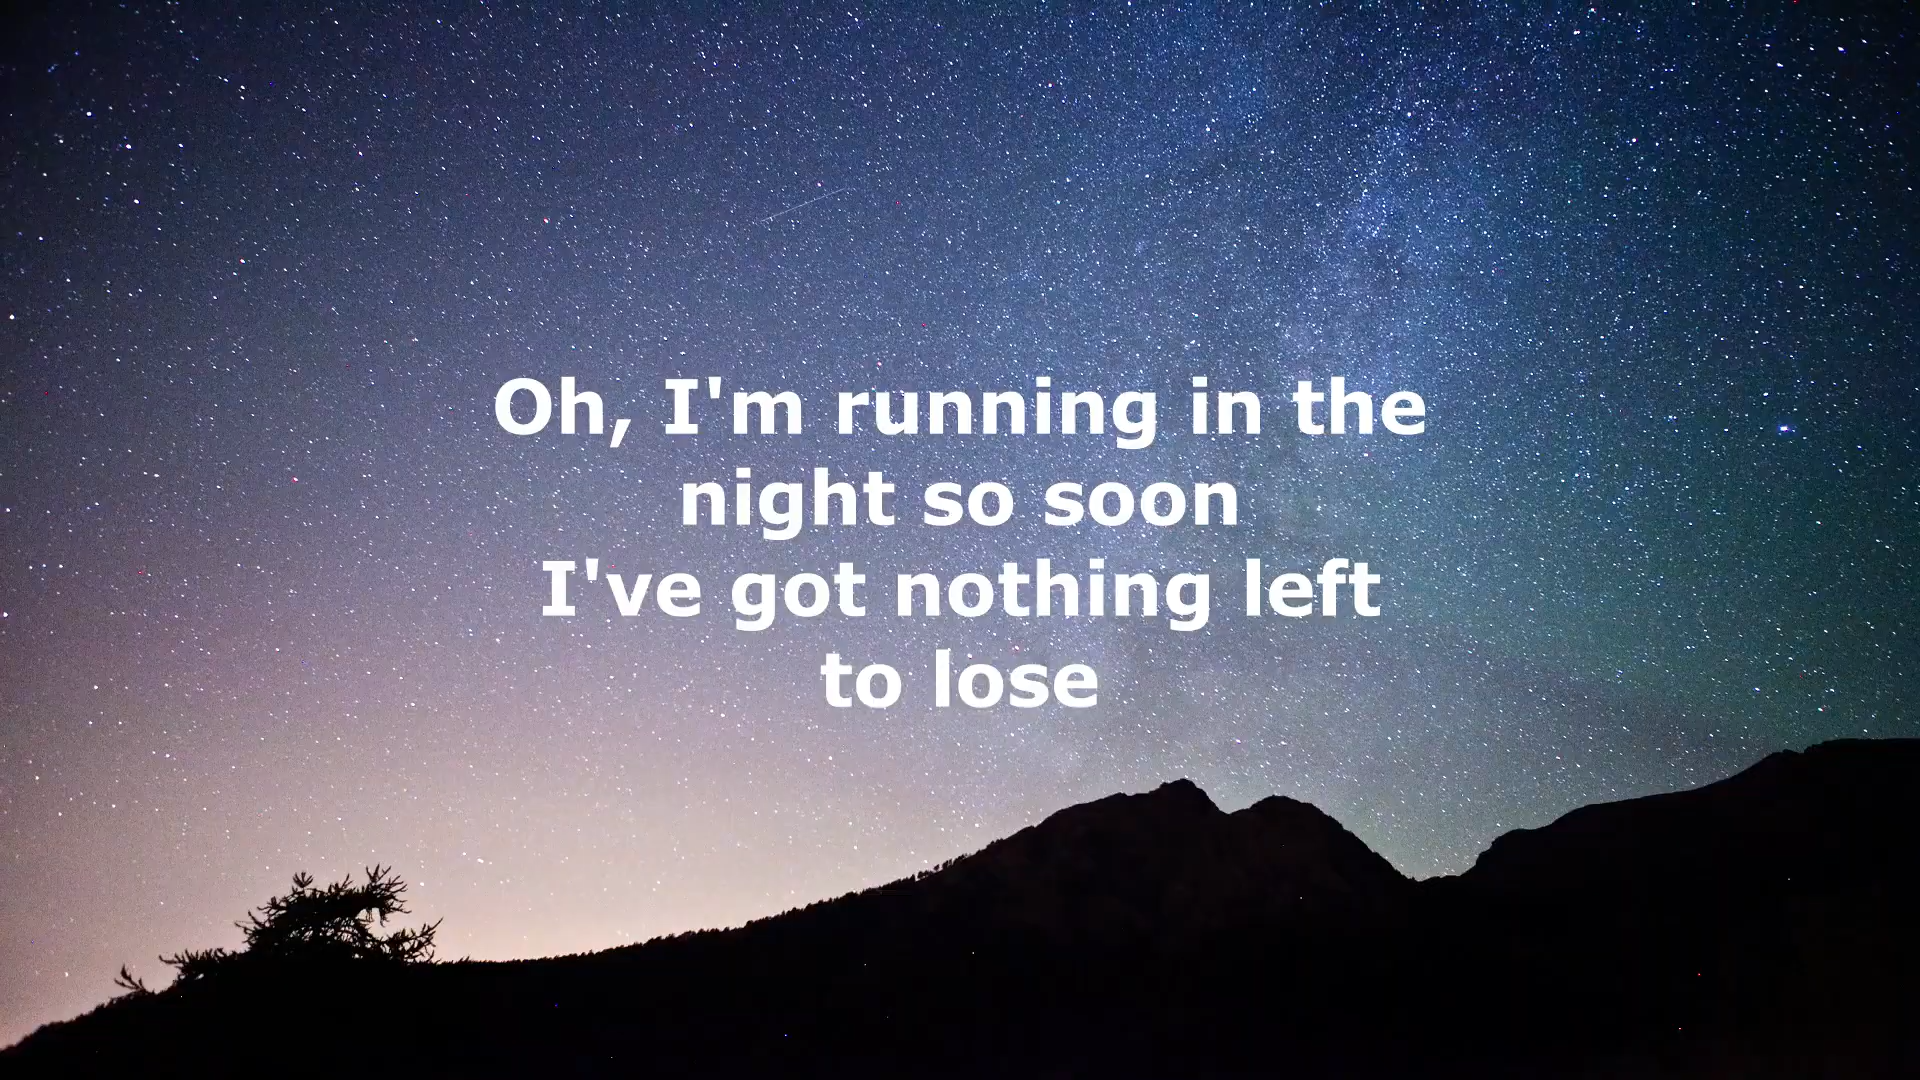 Oh, I'm running in the
night so soon
I've got nothing left
to lose